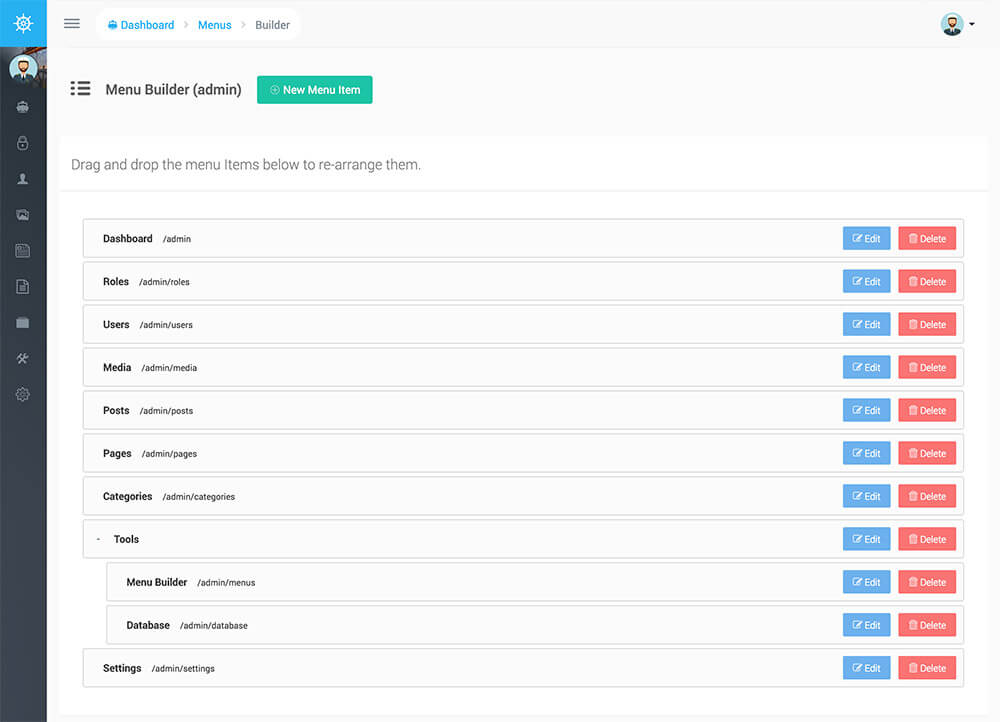 Dashboard > Menus > Builder
Menu Builder (admin) New Menu Item
Drag and drop the menu Items below to re-arrange them.
Dashboard /admin Edit Delete
Roles /admin/roles Edit Delete
Users /admin/users Edit Delete
Media /admin/media Edit Delete
Posts /admin/posts Edit Delete
Pages /admin/pages Edit Delete
Categories /admin/categories Edit Delete
- Tools Edit Delete
Menu Builder /admin/menus Edit Delete
Database /admin/database Edit Delete
Settings /admin/settings Edit Delete